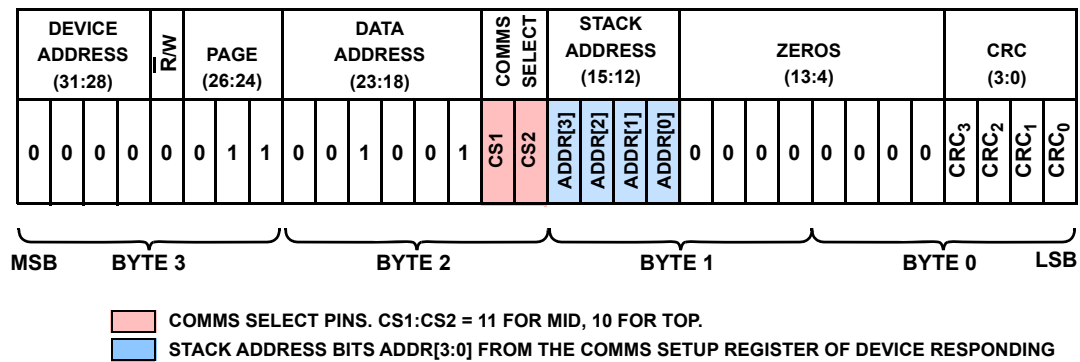 DEVICE ADDRESS (31:28)
R/W
PAGE (26:24)
DATA ADDRESS (23:18)
COMMS SELECT
STACK ADDRESS (15:12)
ZEROS (13:4)
CRC (3:0)
0 0 0 0 0 0 1 1 0 0 1 0 0 1 CS1 CS2 ADDR[3] ADDR[2] ADDR[1] ADDR[0] 0 0 0 0 0 0 0 0 CRC3 CRC2 CRC1 CRC0
MSB BYTE 3 BYTE 2 BYTE 1 BYTE 0 LSB
COMMS SELECT PINS. CS1:CS2 = 11 FOR MID, 10 FOR TOP.
STACK ADDRESS BITS ADDR[3:0] FROM THE COMMS SETUP REGISTER OF DEVICE RESPONDING